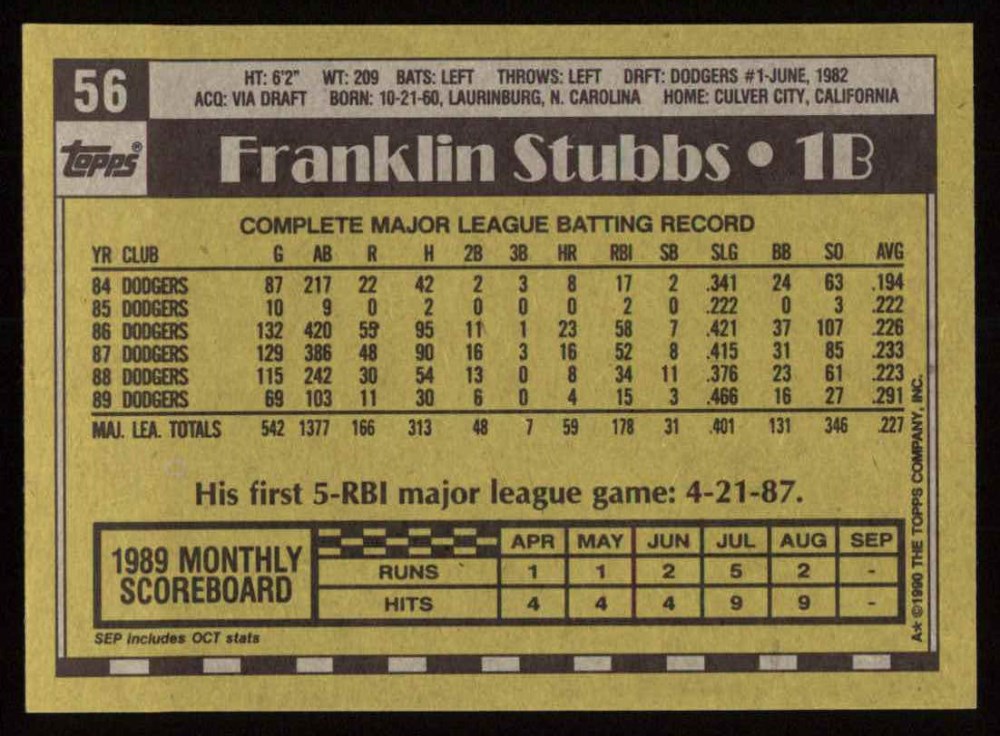 56
HT: 6'2" WT: 209 BATS: LEFT THROWS: LEFT DRFT: DODGERS #1-JUNE, 1982
ACQ: VIA DRAFT BORN: 10-21-60, LAURINBURG, N. CAROLINA HOME: CULVER CITY, CALIFORNIA
topps®
Franklin Stubbs • 1B
COMPLETE MAJOR LEAGUE BATTING RECORD
YR CLUB G AB R H 2B 3B HR RBI SB SLG BB SO AVG
84 DODGERS 87 217 22 42 2 3 8 17 2 .341 24 63 .194
85 DODGERS 10 9 0 2 0 0 0 2 0 .222 0 3 .222
86 DODGERS 132 420 55 95 11 1 23 58 7 .421 37 107 .226
87 DODGERS 129 386 48 90 16 3 16 52 8 .415 31 85 .233
88 DODGERS 115 242 30 54 13 0 8 34 11 .376 23 61 .223
89 DODGERS 69 103 11 30 6 0 4 15 3 .466 16 27 .291
MAJ. LEA. TOTALS 542 1377 166 313 48 7 59 178 31 .401 131 346 .227
His first 5-RBI major league game: 4-21-87.
1989 MONTHLY
SCOREBOARD
APR MAY JUN JUL AUG SEP
RUNS 1 1 2 5 2 -
HITS 4 4 4 9 9 -
SEP includes OCT stats
A* ©1990 THE TOPPS COMPANY, INC.